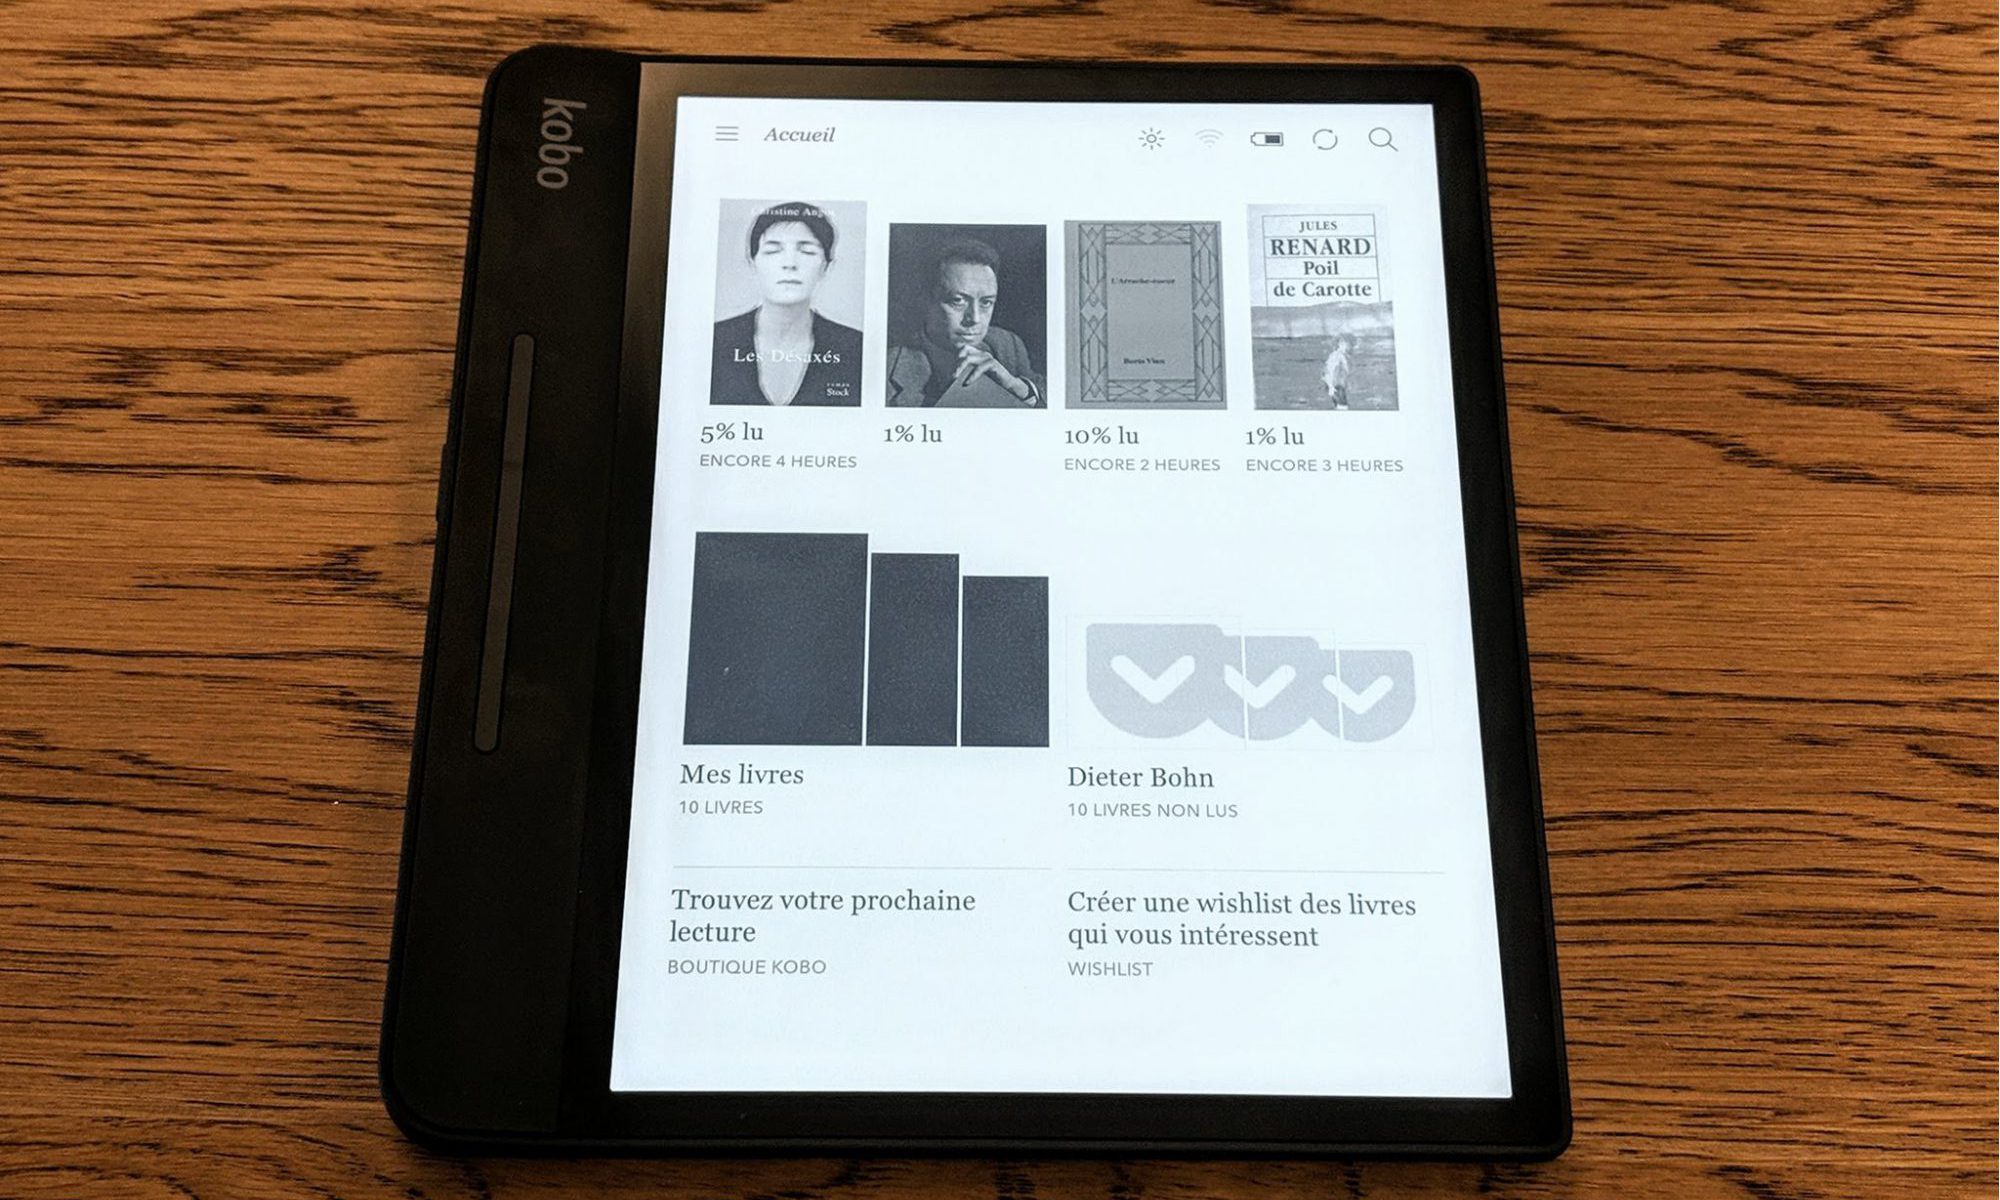 kobo
Accueil
Christine Angot
Les Désaxés
roman
Stock
L'Arrache-coeur
Boris Vian
JULES
RENARD
Poil
de Carotte
5% lu
ENCORE 4 HEURES
1% lu
10% lu
ENCORE 2 HEURES
1% lu
ENCORE 3 HEURES
Mes livres
10 LIVRES
Dieter Bohn
10 LIVRES NON LUS
Trouvez votre prochaine
lecture
BOUTIQUE KOBO
Créer une wishlist des livres
qui vous intéressent
WISHLIST